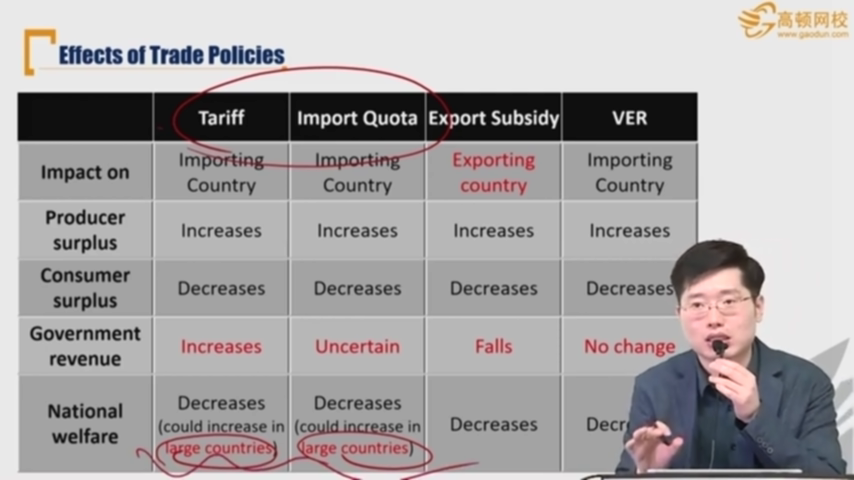 高顿网校
www.gaodun.com
Effects of Trade Policies
Tariff Import Quota Export Subsidy VER
Impact on Importing Country Importing Country Exporting country Importing Country
Producer surplus Increases Increases Increases Increases
Consumer surplus Decreases Decreases Decreases Decreases
Government revenue Increases Uncertain Falls No change
National welfare Decreases (could increase in large countries) Decreases (could increase in large countries) Decreases